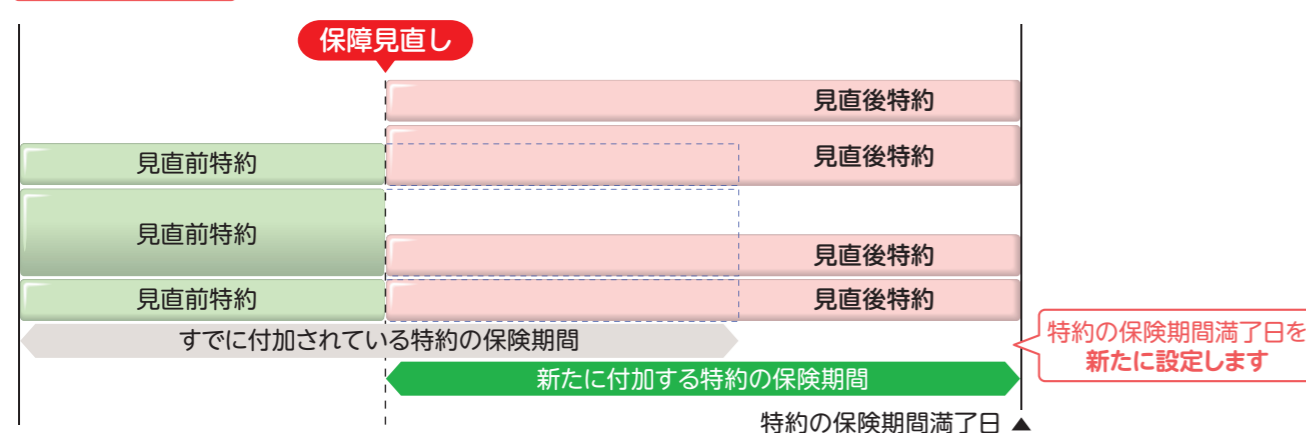 保障見直し
見直後特約
見直前特約
見直後特約
見直前特約
見直後特約
見直前特約
見直後特約
すでに付加されている特約の保険期間
特約の保険期間満了日を
新たに設定します
新たに付加する特約の保険期間
特約の保険期間満了日▲